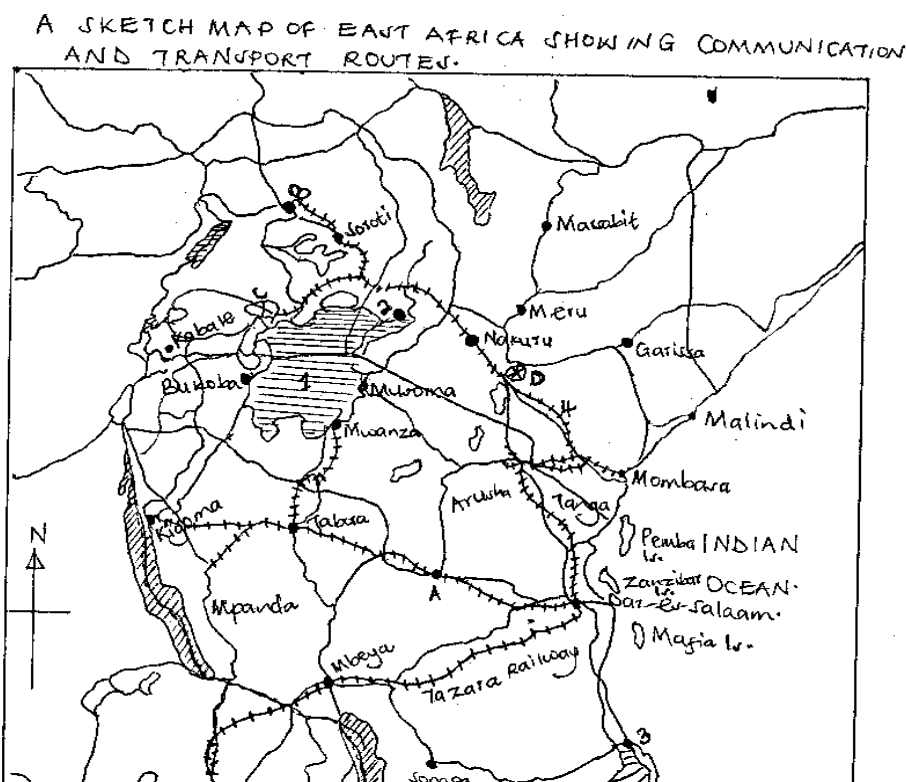 A SKETCH MAP OF EAST AFRICA SHOWING COMMUNICATION
AND TRANSPORT ROUTES.
B
Soroti
Marsabit
C
2
Meru
Kabale
Nakuru
Garissa
D
Bukoba
1
Musoma
4
Malindi
Mwanza
Mombasa
Arusha
Tanga
Kigoma
Tabora
N
Pemba Is.
INDIAN
OCEAN.
Zanzibar Is.
A
Dar-es-Salaam.
Mpanda
Mafia Is.
Mbeya
Tazara Railway
3
Songea